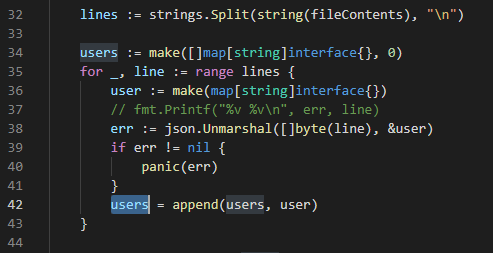 32 lines := strings.Split(string(fileContents), "\n")
33
34 users := make([]map[string]interface{}, 0)
35 for _, line := range lines {
36 user := make(map[string]interface{})
37 // fmt.Printf("%v %v\n", err, line)
38 err := json.Unmarshal([]byte(line), &user)
39 if err != nil {
40 panic(err)
41 }
42 users = append(users, user)
43 }
44